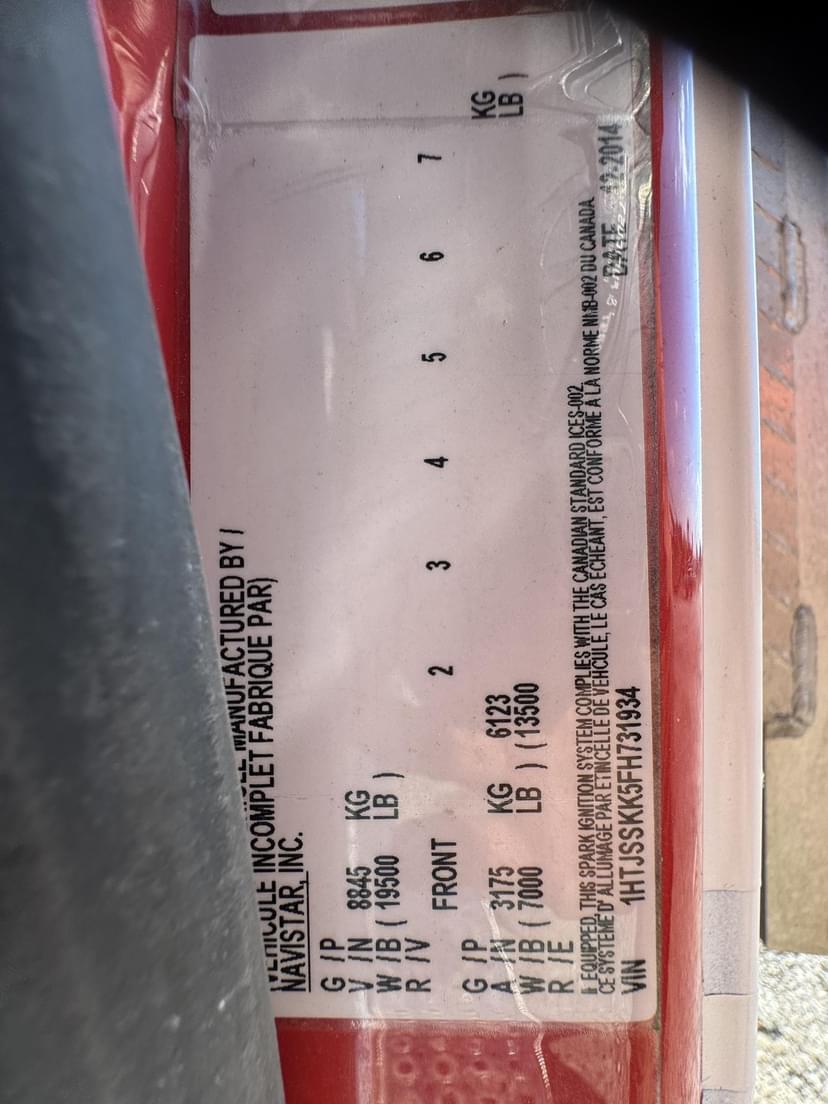 MANUFACTURED BY /
VEHICULE INCOMPLET FABRIQUE PAR)
NAVISTAR, INC.
G / P
V / N 8845 KG
W / B ( 19500 LB )
R / V
FRONT 2 3 4 5 6 7
G / P
A / N 3175 KG 6123 KG
W / B ( 7000 LB ) ( 13500 LB )
R / E
IF EQUIPPED, THIS SPARK IGNITION SYSTEM COMPLIES WITH THE CANADIAN STANDARD ICES-002
CE SYSTEME D' ALLUMAGE PAR ETINCELLE DE VEHCULE, LE CAS ECHEANT, EST CONFORME A LA NORME NMB-002 DU CANADA
VIN 1HTJSSKK5FH731934 DATE 12-2014